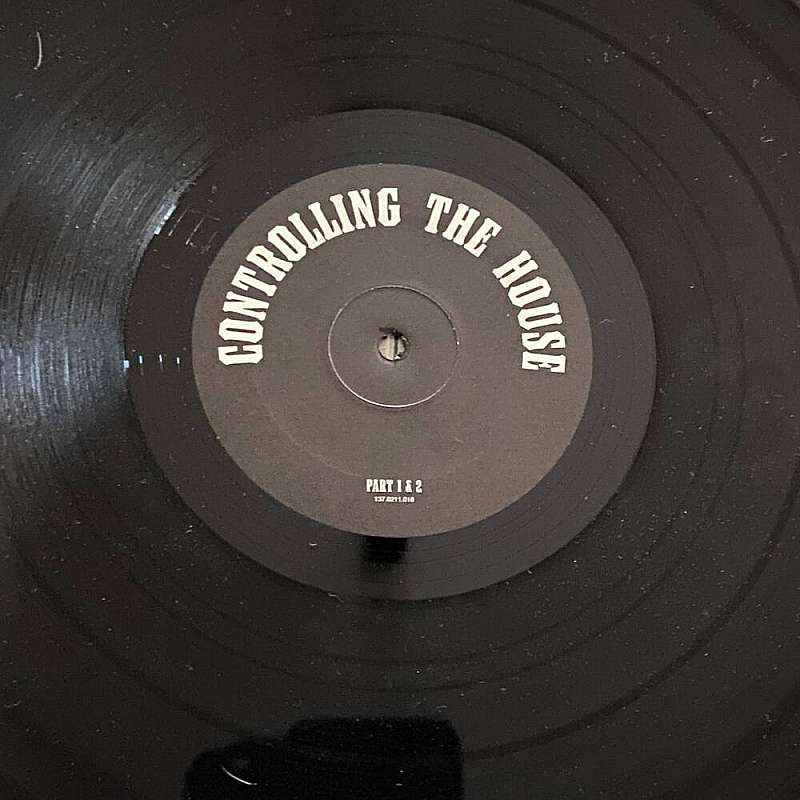 CONTROLLING THE HOUSE
PART 1 & 2
137.0211.018